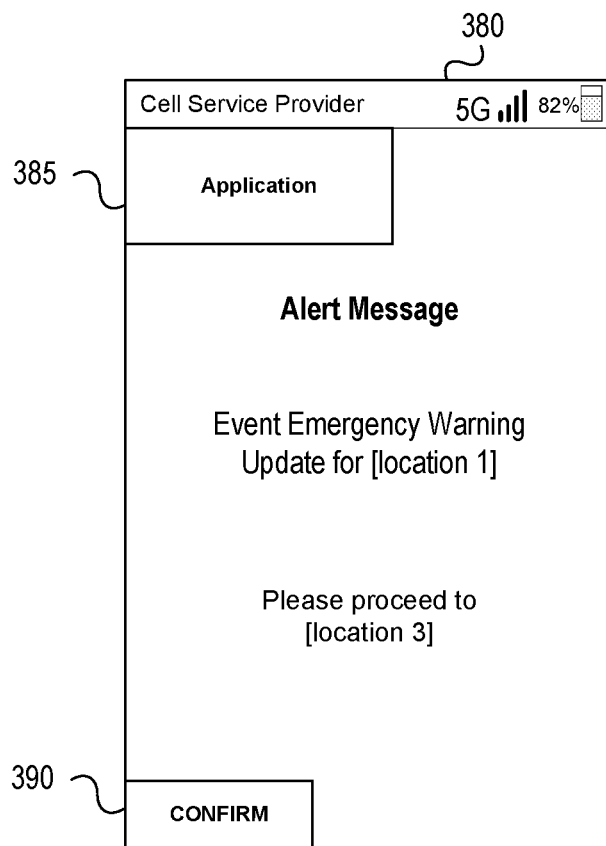 380
Cell Service Provider 5G 82%
385
Application
Alert Message
Event Emergency Warning
Update for [location 1]
Please proceed to
[location 3]
390
CONFIRM